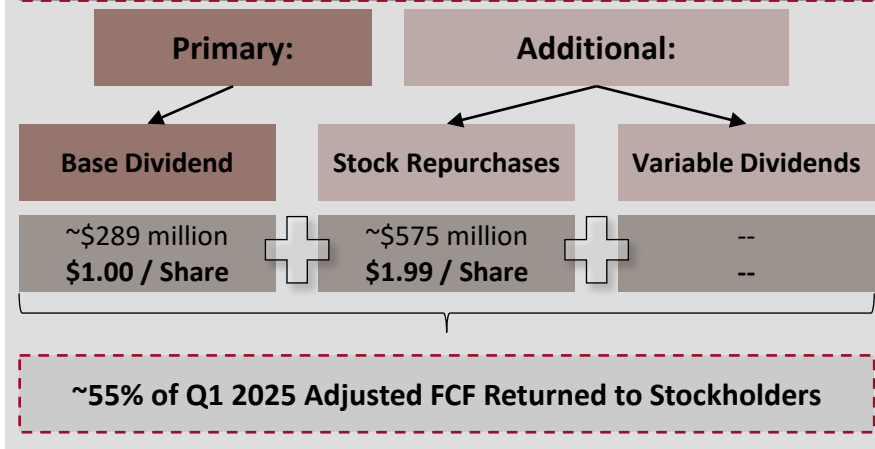 Primary:
Additional:
Base Dividend
Stock Repurchases
Variable Dividends
~$289 million
$1.00 / Share
~$575 million
$1.99 / Share
--
--
~55% of Q1 2025 Adjusted FCF Returned to Stockholders